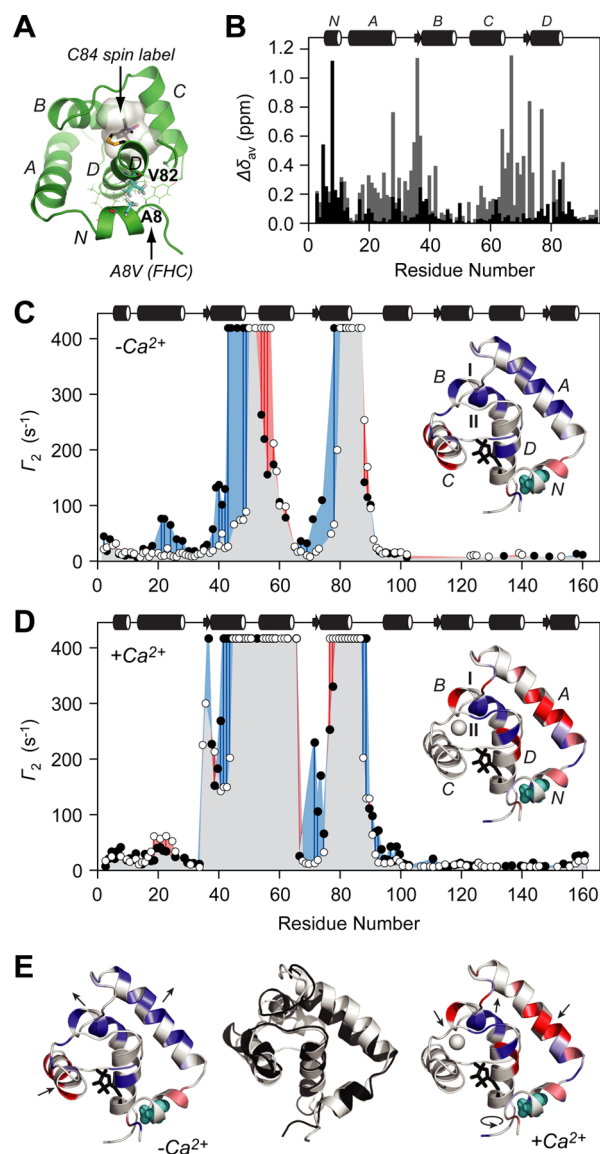 A
C84 spin label
B
C
A
D
D
V82
N
A8
A8V (FHC)
B
N A B C D
Δδav (ppm)
1.2
1.0
0.8
0.6
0.4
0.2
0.0
0 20 40 60 80
Residue Number
C
-Ca2+
Γ2 (s-1)
400
300
200
100
0
0 20 40 60 80 100 120 140 160
I
B
A
II
D
C
N
D
+Ca2+
Γ2 (s-1)
400
300
200
100
0
0 20 40 60 80 100 120 140 160
Residue Number
I
B
A
II
D
C
N
E
-Ca2+
+Ca2+